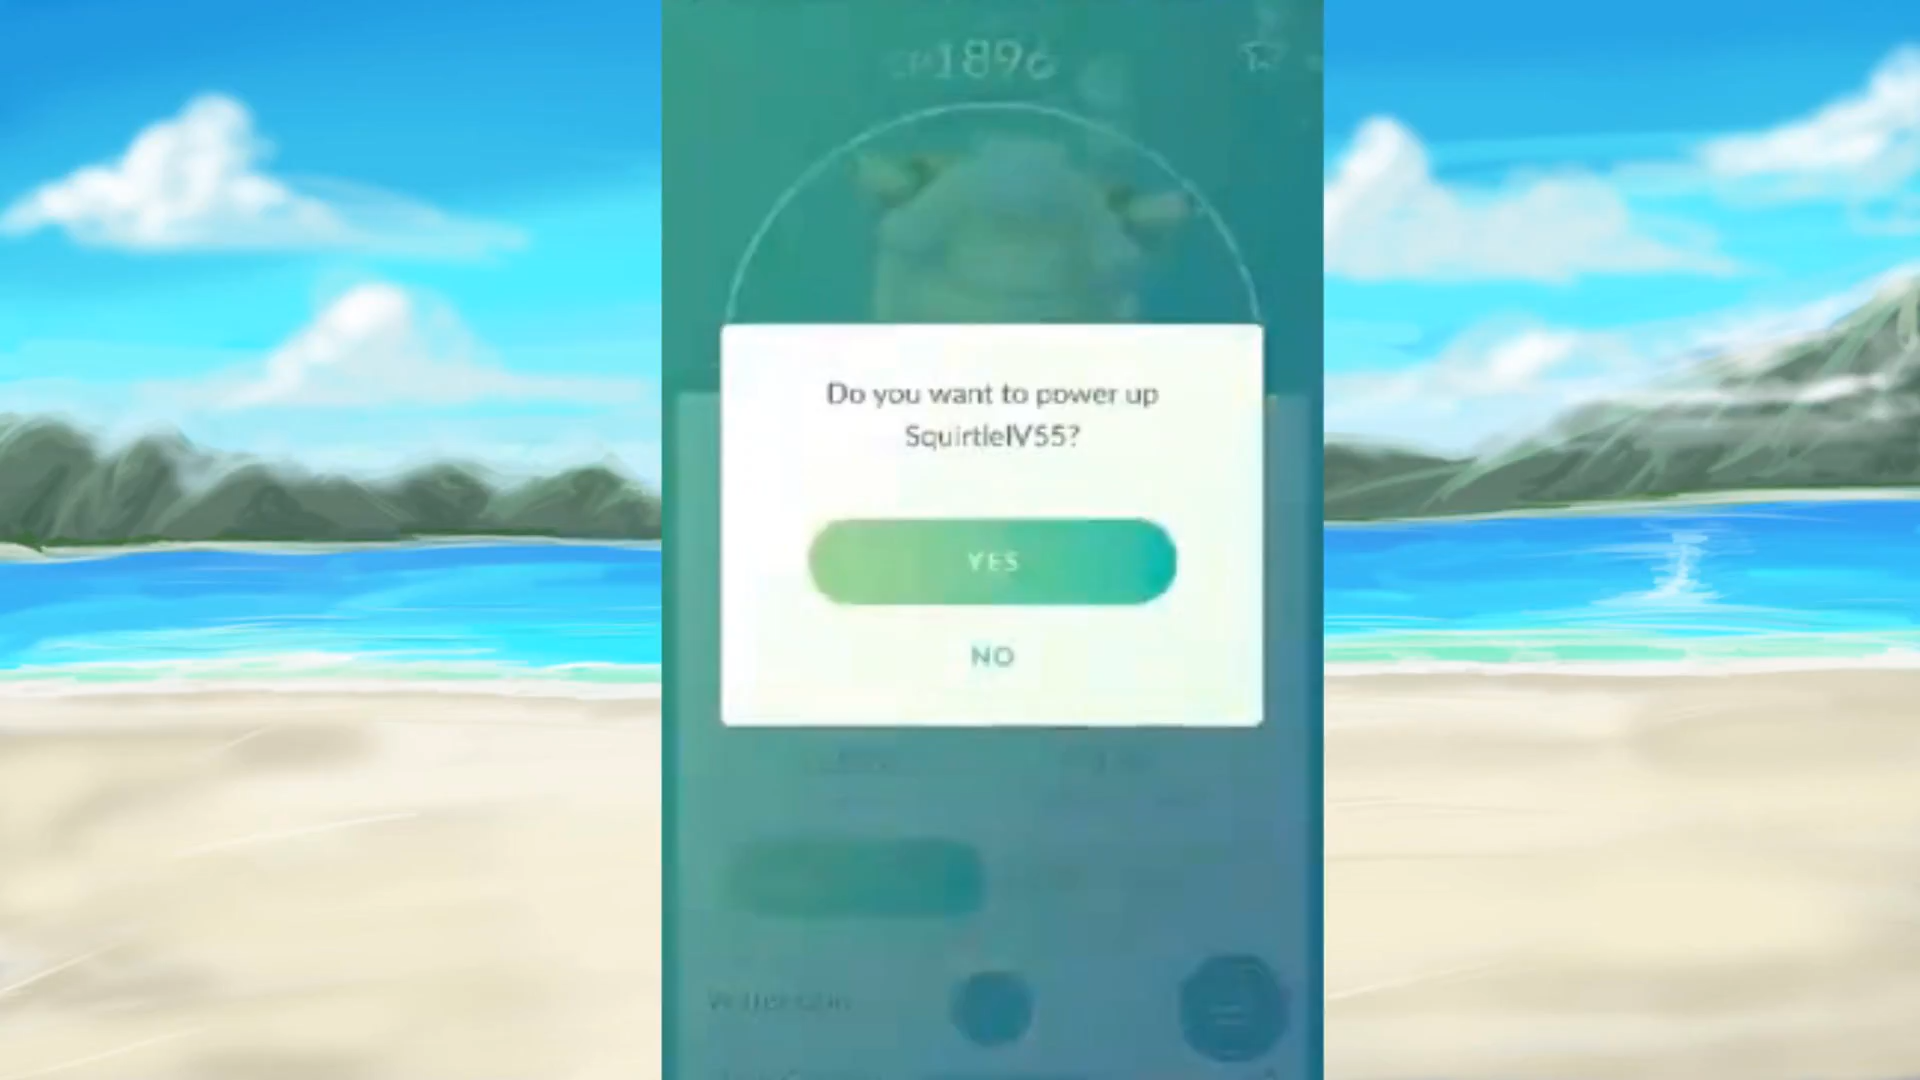 CP1896
Do you want to power up
SquirtleIV55?
YES
NO